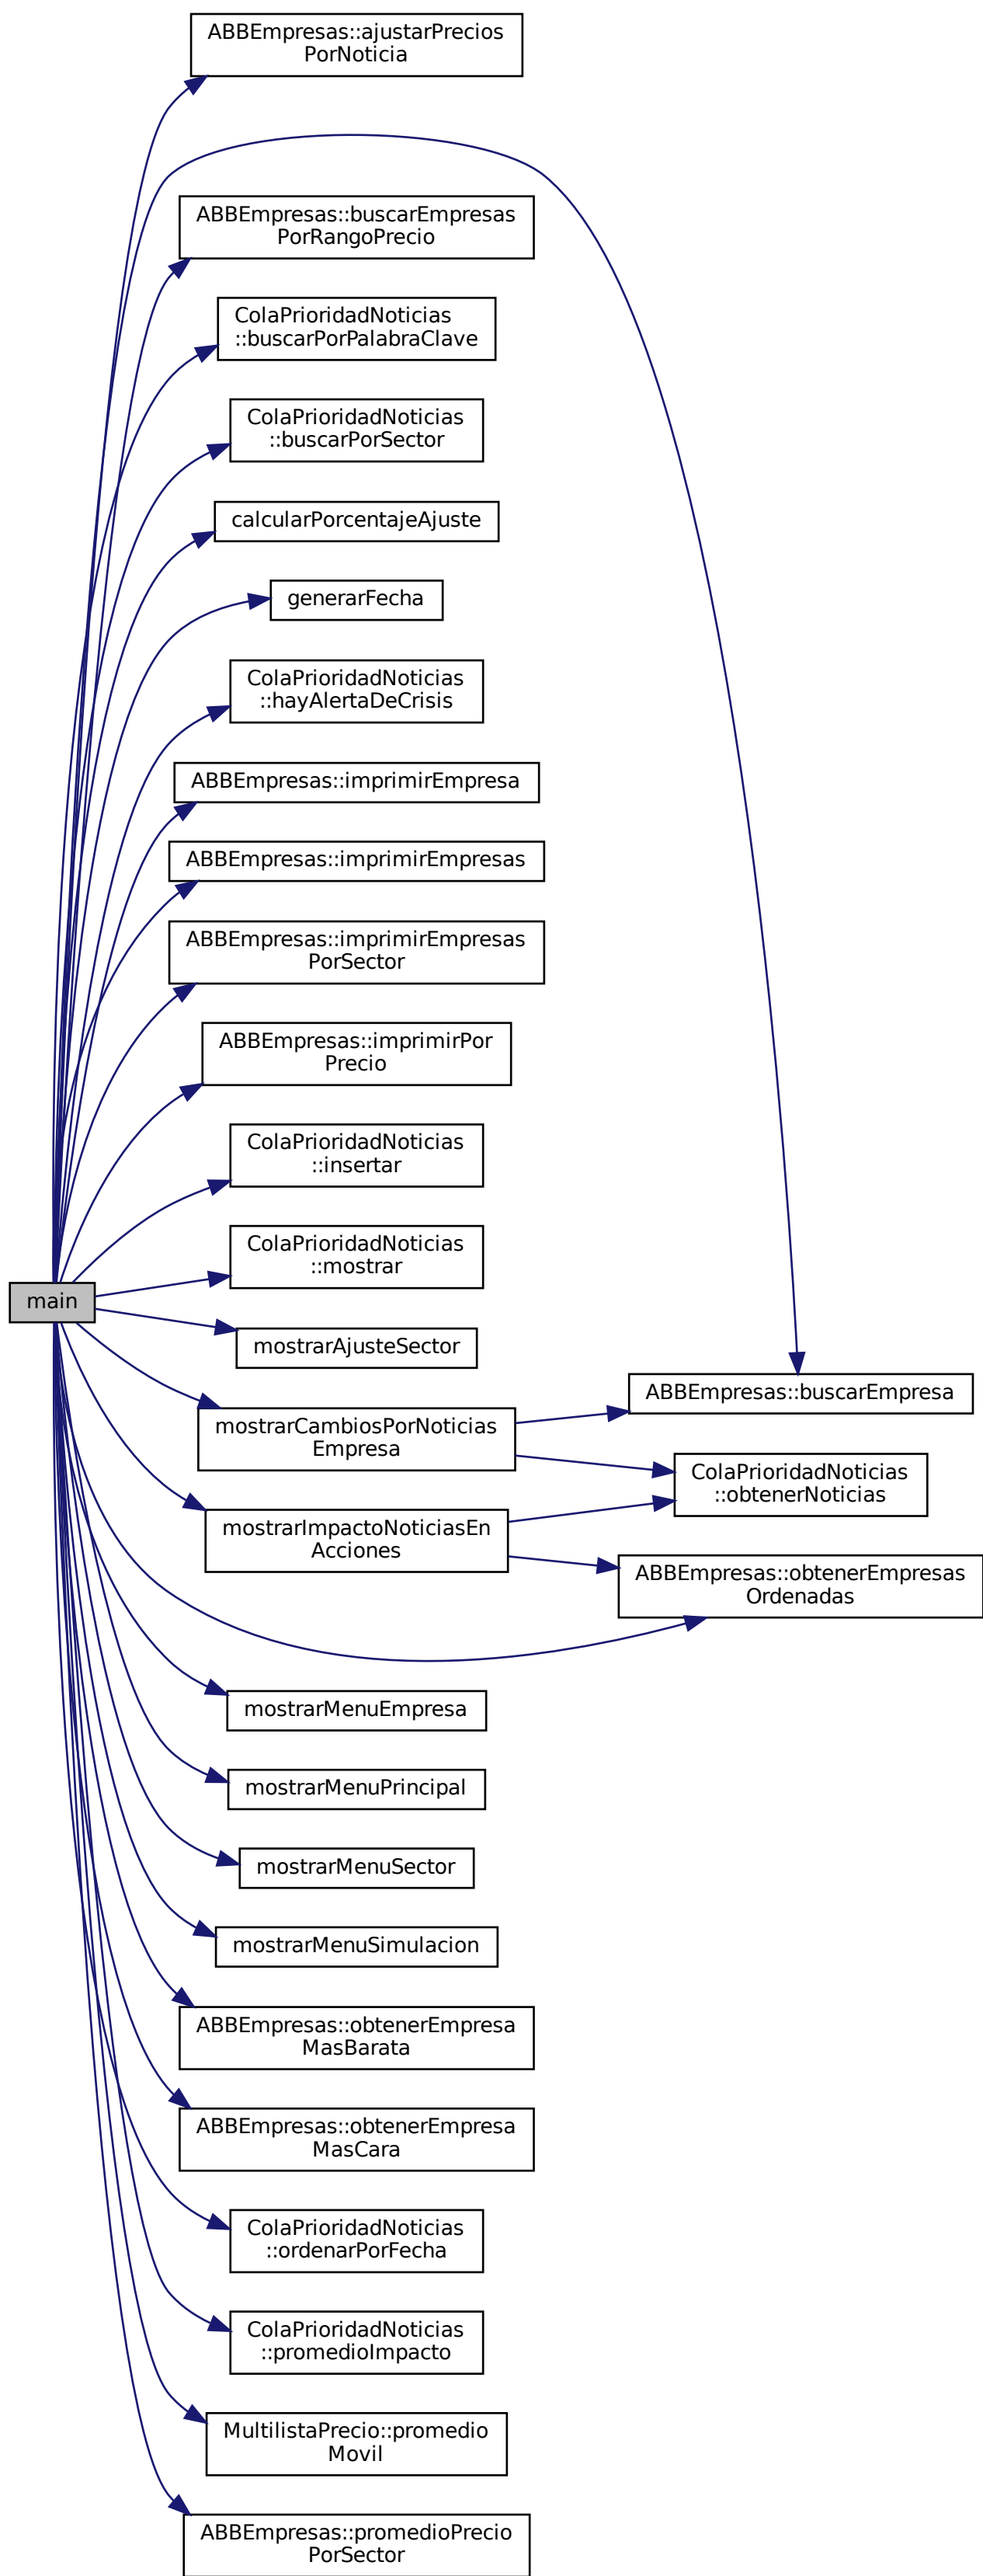 ABBEmpresas::ajustarPrecios
PorNoticia
ABBEmpresas::buscarEmpresas
PorRangoPrecio
ColaPrioridadNoticias
::buscarPorPalabraClave
ColaPrioridadNoticias
::buscarPorSector
calcularPorcentajeAjuste
generarFecha
ColaPrioridadNoticias
::hayAlertaDeCrisis
ABBEmpresas::imprimirEmpresa
ABBEmpresas::imprimirEmpresas
ABBEmpresas::imprimirEmpresas
PorSector
ABBEmpresas::imprimirPor
Precio
ColaPrioridadNoticias
::insertar
ColaPrioridadNoticias
::mostrar
main
mostrarAjusteSector
mostrarCambiosPorNoticias
Empresa
ABBEmpresas::buscarEmpresa
ColaPrioridadNoticias
::obtenerNoticias
mostrarImpactoNoticiasEn
Acciones
ABBEmpresas::obtenerEmpresas
Ordenadas
mostrarMenuEmpresa
mostrarMenuPrincipal
mostrarMenuSector
mostrarMenuSimulacion
ABBEmpresas::obtenerEmpresa
MasBarata
ABBEmpresas::obtenerEmpresa
MasCara
ColaPrioridadNoticias
::ordenarPorFecha
ColaPrioridadNoticias
::promedioImpacto
MultilistaPrecio::promedio
Movil
ABBEmpresas::promedioPrecio
PorSector